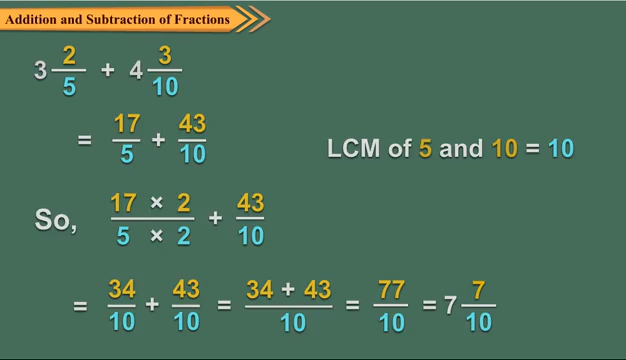 Addition and Subtraction of Fractions
3 2/5 + 4 3/10
= 17/5 + 43/10
LCM of 5 and 10 = 10
So, 17 × 2/5 × 2 + 43/10
= 34/10 + 43/10 = 34 + 43/10 = 77/10 = 7 7/10